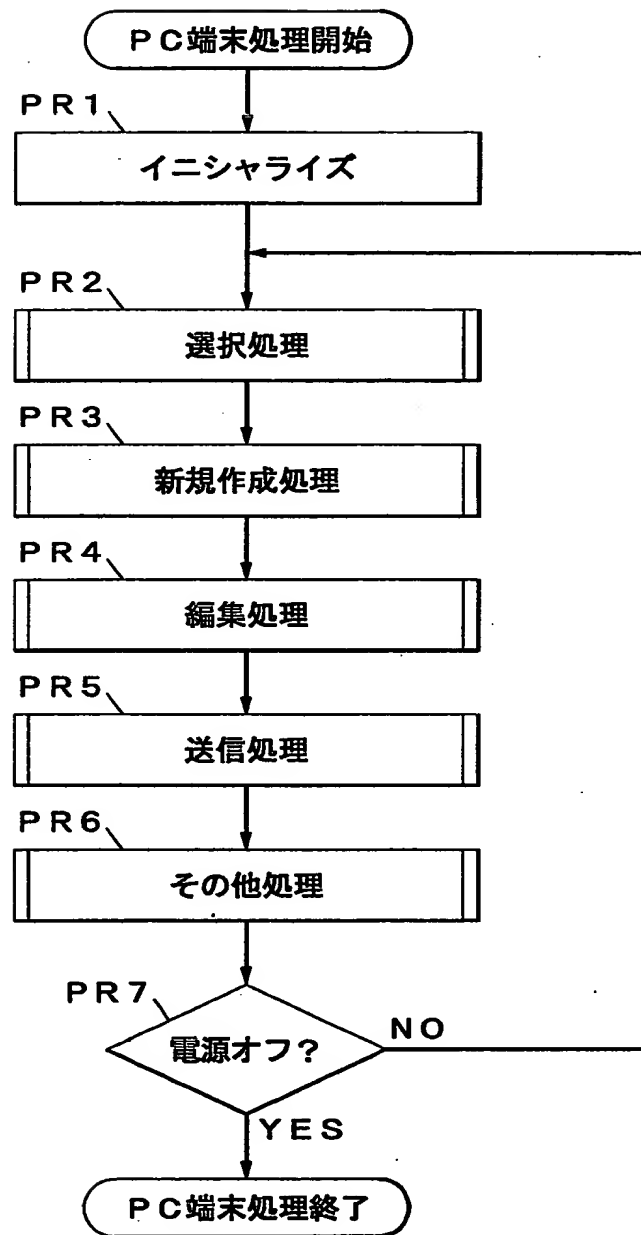 PC端末処理開始
PR1
イニシャライズ
PR2
選択処理
PR3
新規作成処理
PR4
編集処理
PR5
送信処理
PR6
その他処理
PR7
電源オフ?
NO
YES
PC端末処理終了